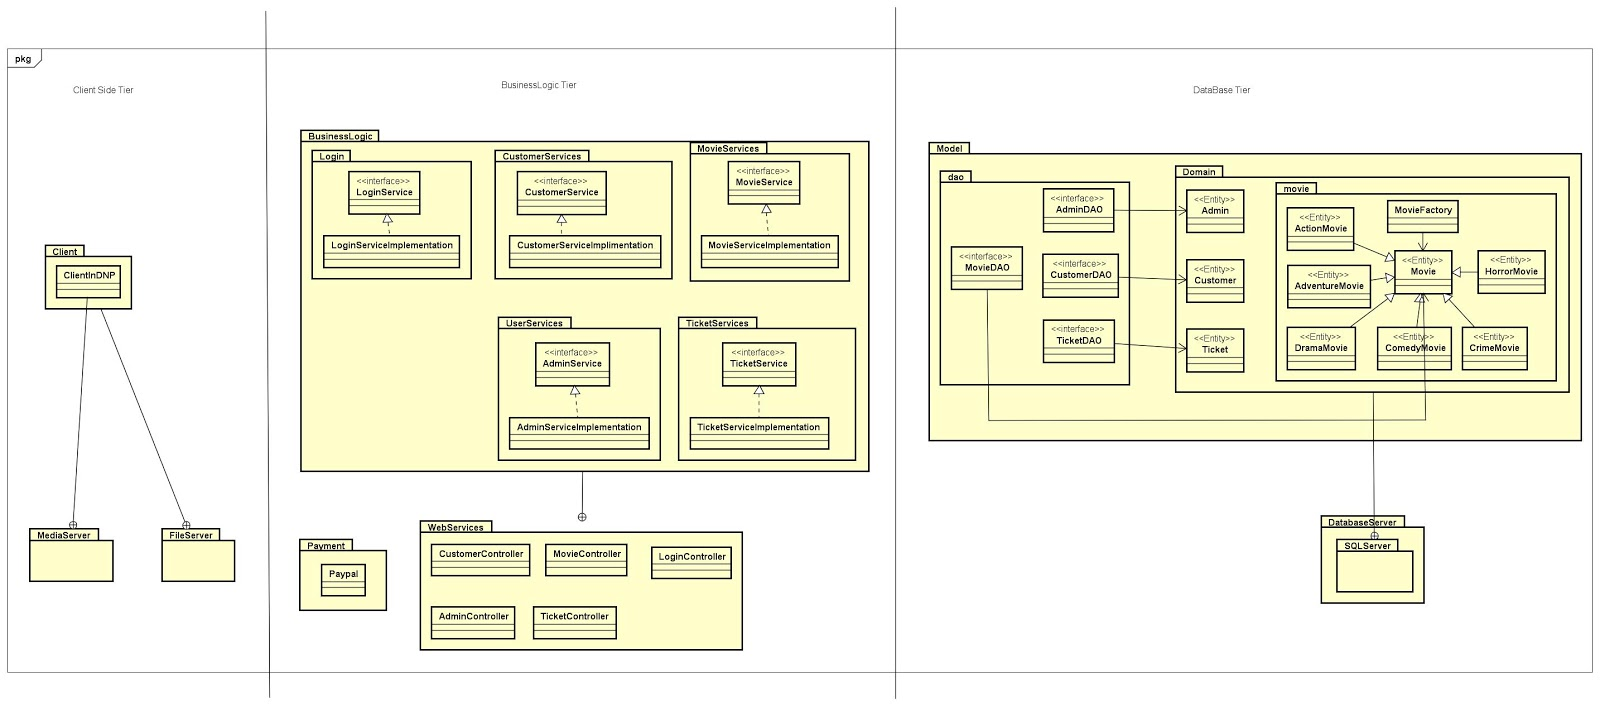 pkg
Client Side Tier
BusinessLogic Tier
DataBase Tier
Client
ClientInDNP
MediaServer
FileServer
BusinessLogic
Login
<<interface>>
LoginService
LoginServiceImplementation
CustomerServices
<<interface>>
CustomerService
CustomerServiceImplimentation
MovieServices
<<interface>>
MovieService
MovieServiceImplementation
UserServices
<<interface>>
AdminService
AdminServiceImplementation
TicketServices
<<interface>>
TicketService
TicketServiceImplementation
Payment
Paypal
WebServices
CustomerController
MovieController
LoginController
AdminController
TicketController
Model
dao
<<interface>>
AdminDAO
<<interface>>
MovieDAO
<<interface>>
CustomerDAO
<<interface>>
TicketDAO
Domain
<<Entity>>
Admin
<<Entity>>
Customer
<<Entity>>
Ticket
movie
<<Entity>>
ActionMovie
MovieFactory
<<Entity>>
AdventureMovie
<<Entity>>
Movie
<<Entity>>
HorrorMovie
<<Entity>>
DramaMovie
<<Entity>>
ComedyMovie
<<Entity>>
CrimeMovie
DatabaseServer
SQLServer